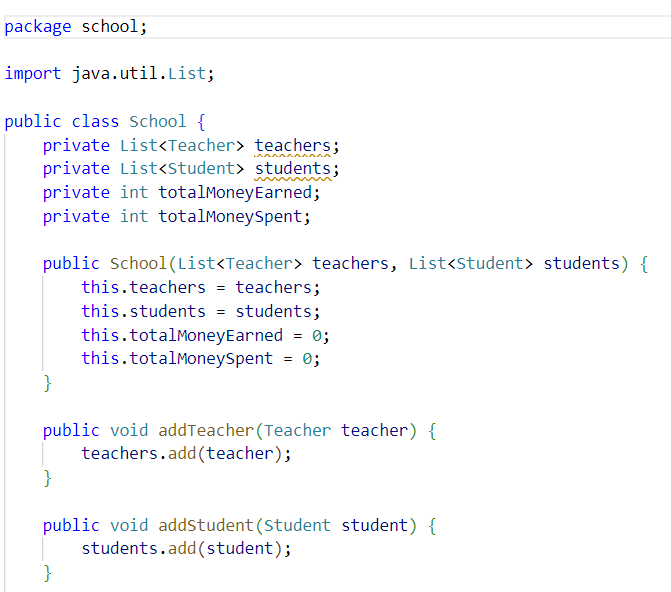 package school;
import java.util.List;
public class School {
    private List<Teacher> teachers;
    private List<Student> students;
    private int totalMoneyEarned;
    private int totalMoneySpent;
    public School(List<Teacher> teachers, List<Student> students) {
        this.teachers = teachers;
        this.students = students;
        this.totalMoneyEarned = 0;
        this.totalMoneySpent = 0;
    }
    public void addTeacher(Teacher teacher) {
        teachers.add(teacher);
    }
    public void addStudent(Student student) {
        students.add(student);
    }